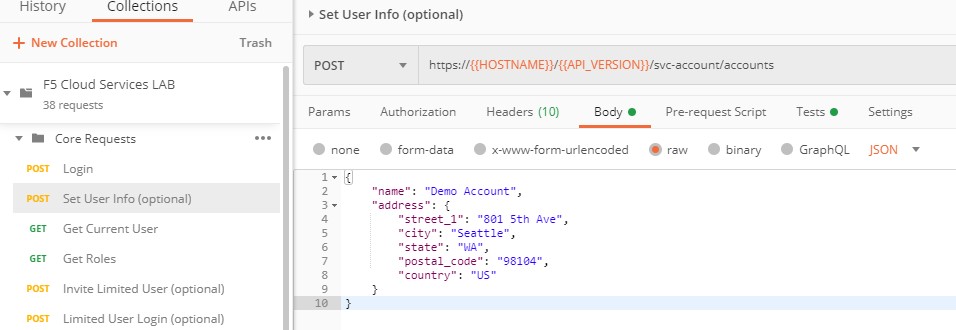 History Collections APIs
+ New Collection Trash
F5 Cloud Services LAB
38 requests
Core Requests •••
POST Login
POST Set User Info (optional)
GET Get Current User
GET Get Roles
POST Invite Limited User (optional)
POST Limited User Login (optional)
Set User Info (optional)
POST https://{{HOSTNAME}}/{{API_VERSION}}/svc-account/accounts
Params Authorization Headers (10) Body Pre-request Script Tests Settings
none form-data x-www-form-urlencoded raw binary GraphQL JSON
1 {
2 "name": "Demo Account",
3 "address": {
4 "street_1": "801 5th Ave",
5 "city": "Seattle",
6 "state": "WA",
7 "postal_code": "98104",
8 "country": "US"
9 }
10 }